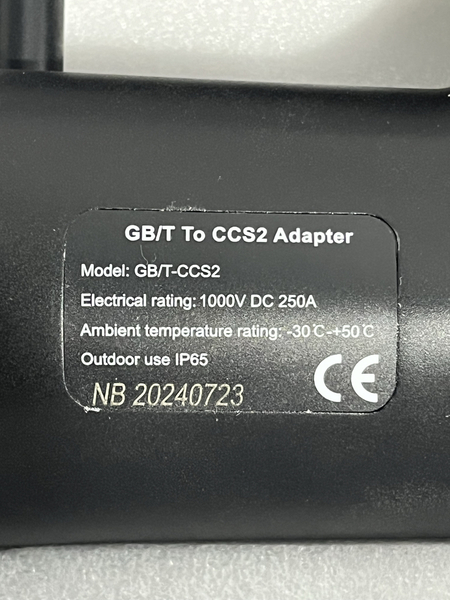 GB/T To CCS2 Adapter
Model: GB/T-CCS2
Electrical rating: 1000V DC 250A
Ambient temperature rating: -30℃-+50℃
Outdoor use IP65
CE
NB 20240723